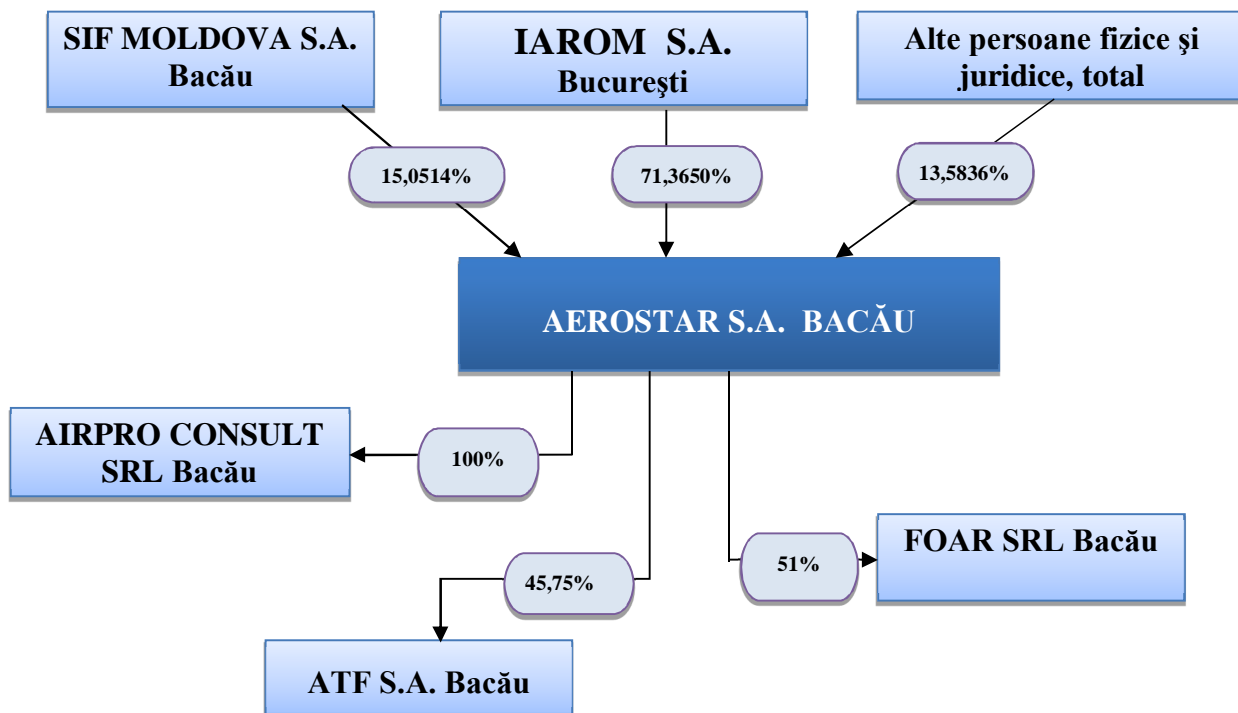 SIF MOLDOVA S.A.
Bacău
IAROM S.A.
Bucureşti
Alte persoane fizice şi
juridice, total
15,0514%
71,3650%
13,5836%
AEROSTAR S.A. BACĂU
AIRPRO CONSULT
SRL Bacău
100%
FOAR SRL Bacău
51%
45,75%
ATF S.A. Bacău